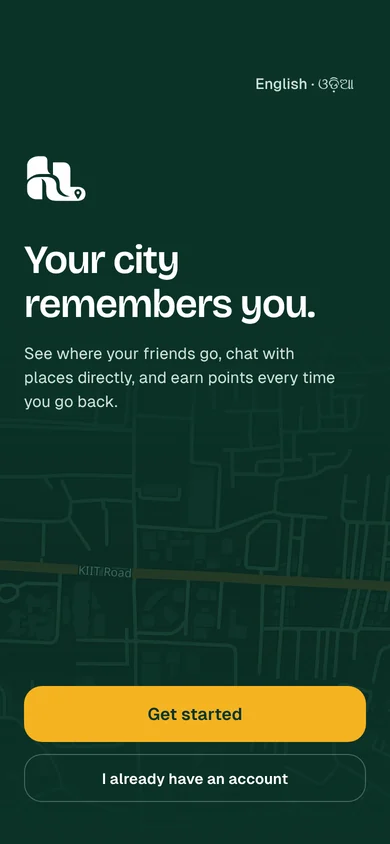 English · ଓଡ଼ିଆ
Your city
remembers you.
See where your friends go, chat with
places directly, and earn points every time
you go back.
KIIT Road
Get started
I already have an account